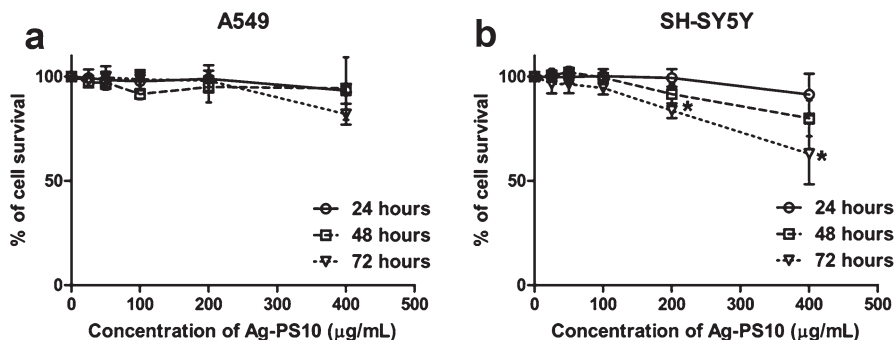 a
A549
% of cell survival
100
50
0
24 hours
48 hours
72 hours
0 100 200 300 400 500
Concentration of Ag-PS10 (μg/mL)
b
SH-SY5Y
% of cell survival
100
50
0
*
*
24 hours
48 hours
72 hours
0 100 200 300 400 500
Concentration of Ag-PS10 (μg/mL)